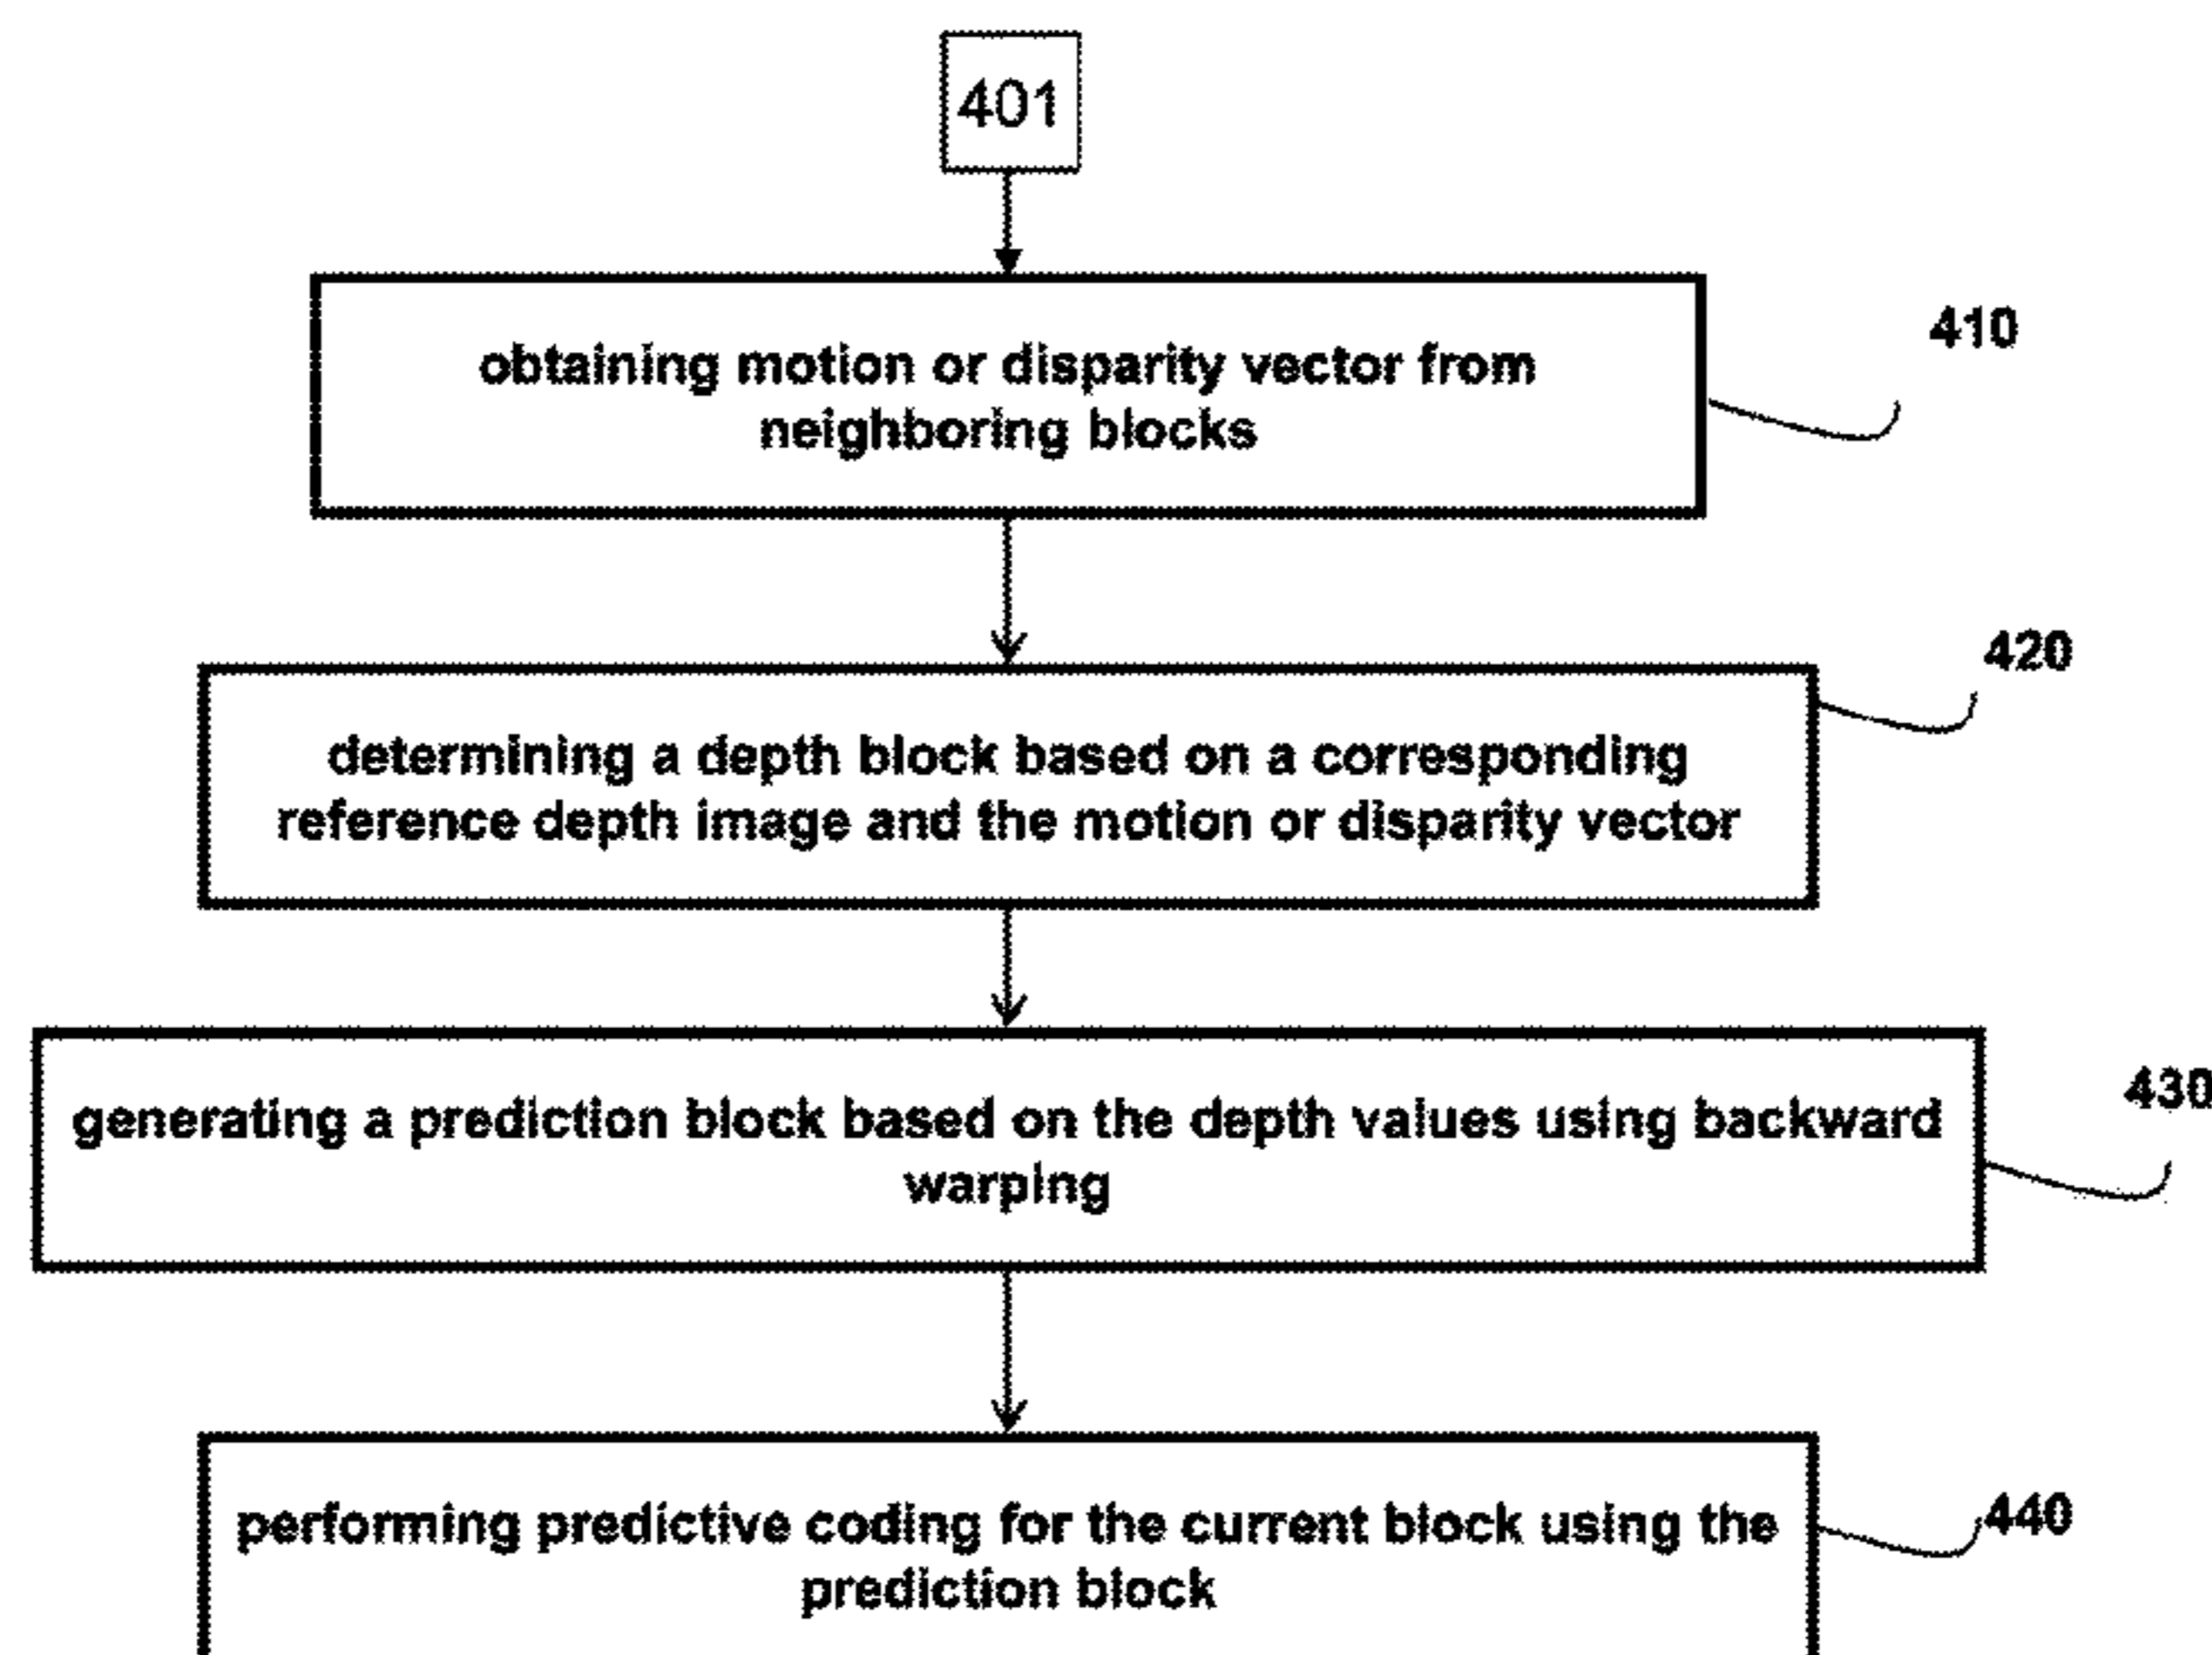 401
obtaining motion or disparity vector from
neighboring blocks
410
determining a depth block based on a corresponding
reference depth image and the motion or disparity vector
420
generating a prediction block based on the depth values using backward
warping
430
performing predictive coding for the current block using the
prediction block
440